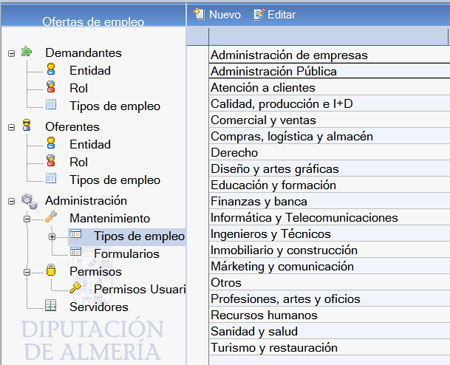 Ofertas de empleo
Demandantes
Entidad
Rol
Tipos de empleo
Oferentes
Entidad
Rol
Tipos de empleo
Administración
Mantenimiento
Tipos de empleo
Formularios
Permisos
Permisos Usuari
Servidores
DIPUTACIÓN
DE ALMERÍA
Nuevo Editar
Administración de empresas
Administración Pública
Atención a clientes
Calidad, producción e I+D
Comercial y ventas
Compras, logística y almacén
Derecho
Diseño y artes gráficas
Educación y formación
Finanzas y banca
Informática y Telecomunicaciones
Ingenieros y Técnicos
Inmobiliario y construcción
Márketing y comunicación
Otros
Profesiones, artes y oficios
Recursos humanos
Sanidad y salud
Turismo y restauración